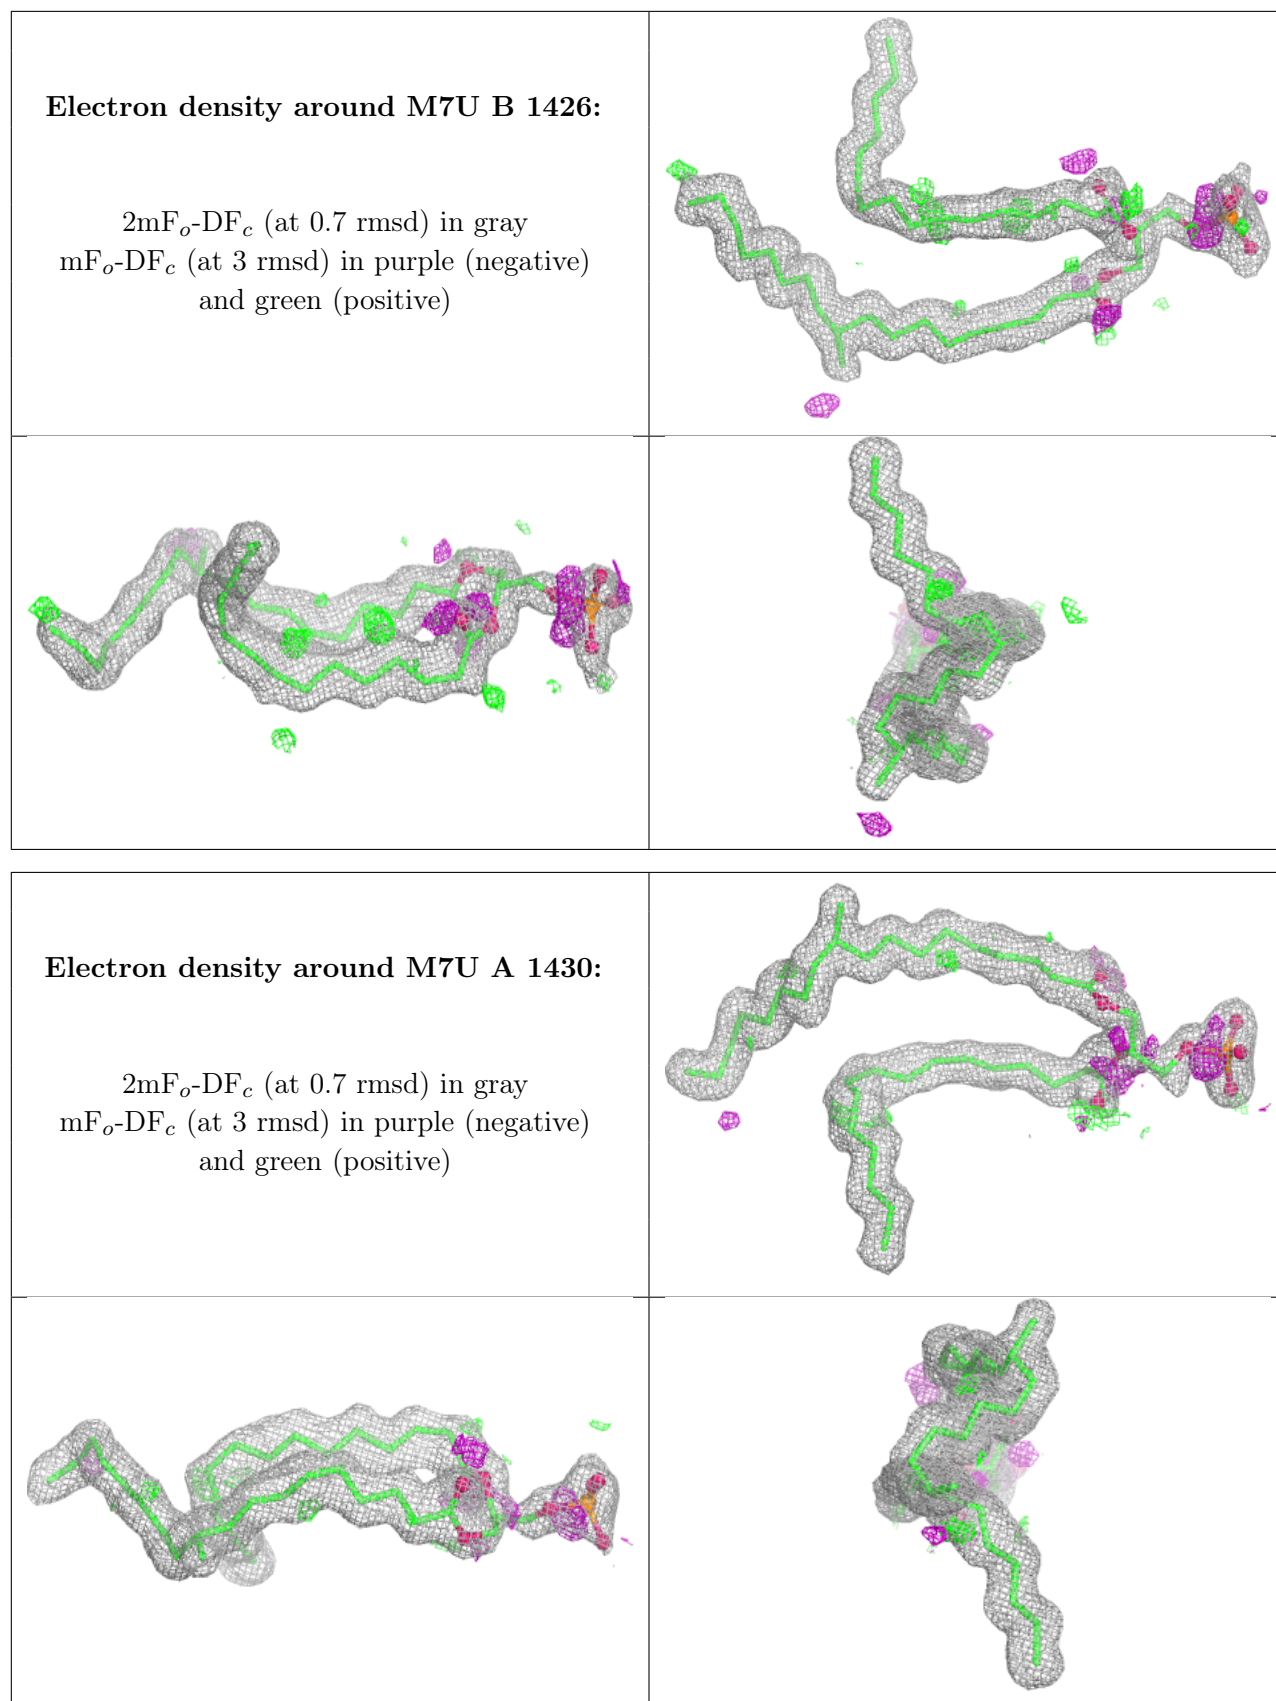 Electron density around M7U B 1426:
2mFo-DFc (at 0.7 rmsd) in gray
mFo-DFc (at 3 rmsd) in purple (negative)
and green (positive)
Electron density around M7U A 1430:
2mFo-DFc (at 0.7 rmsd) in gray
mFo-DFc (at 3 rmsd) in purple (negative)
and green (positive)